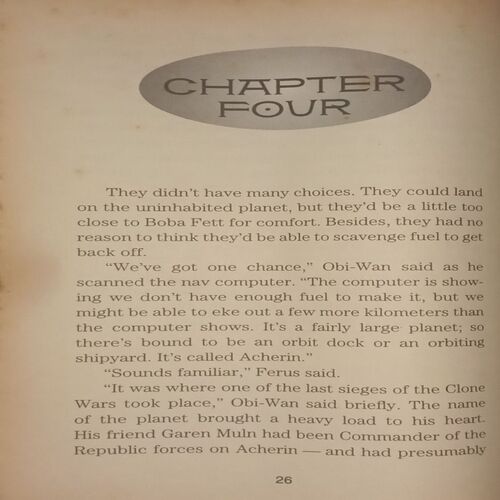 CHAPTER
FOUR
They didn't have many choices. They could land
on the uninhabited planet, but they'd be a little too
close to Boba Fett for comfort. Besides, they had no
reason to think they'd be able to scavenge fuel to get
back off.
"We've got one chance," Obi-Wan said as he
scanned the nav computer. "The computer is show-
ing we don't have enough fuel to make it, but we
might be able to eke out a few more kilometers than
the computer shows. It's a fairly large planet; so
there's bound to be an orbit dock or an orbiting
shipyard. It's called Acherin."
"Sounds familiar," Ferus said.
"It was where one of the last sieges of the Clone
Wars took place," Obi-Wan said briefly. The name
of the planet brought a heavy load to his heart.
His friend Garen Muln had been Commander of the
Republic forces on Acherin — and had presumably
26